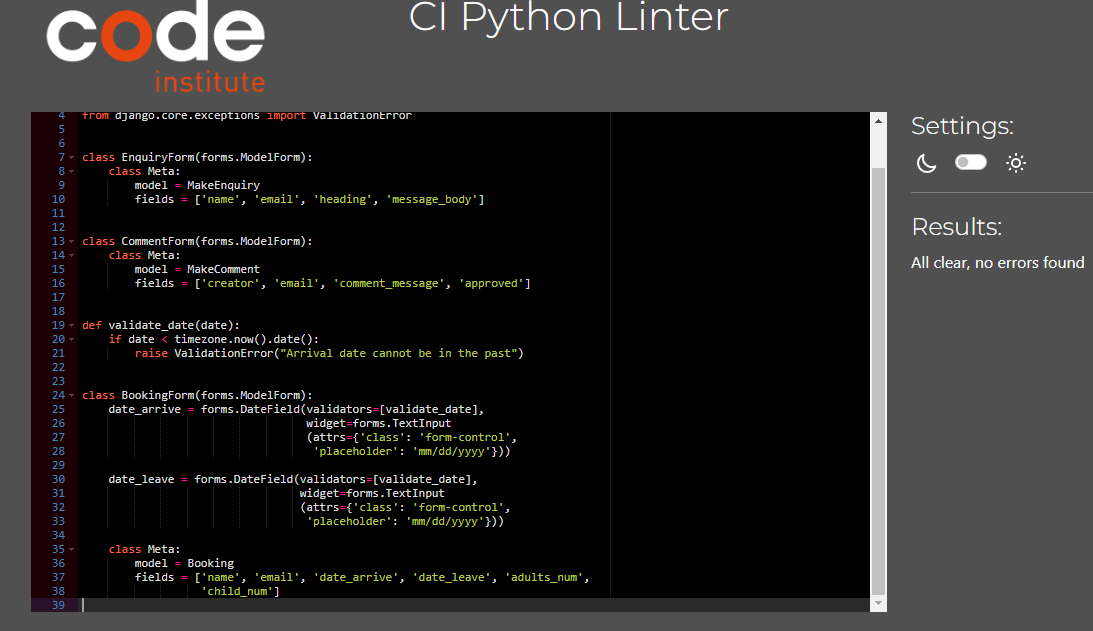 code
institute
CI Python Linter
4 from django.core.exceptions import ValidationError
5
6
7 class EnquiryForm(forms.ModelForm):
8     class Meta:
9         model = MakeEnquiry
10         fields = ['name', 'email', 'heading', 'message_body']
11
12
13 class CommentForm(forms.ModelForm):
14     class Meta:
15         model = MakeComment
16         fields = ['creator', 'email', 'comment_message', 'approved']
17
18
19 def validate_date(date):
20     if date < timezone.now().date():
21         raise ValidationError("Arrival date cannot be in the past")
22
23
24 class BookingForm(forms.ModelForm):
25     date_arrive = forms.DateField(validators=[validate_date],
26                                   widget=forms.TextInput
27                                   (attrs={'class': 'form-control',
28                                    'placeholder': 'mm/dd/yyyy'}))
29
30     date_leave = forms.DateField(validators=[validate_date],
31                                  widget=forms.TextInput
32                                  (attrs={'class': 'form-control',
33                                   'placeholder': 'mm/dd/yyyy'}))
34
35     class Meta:
36         model = Booking
37         fields = ['name', 'email', 'date_arrive', 'date_leave', 'adults_num',
38                   'child_num']
39
Settings:
Results:
All clear, no errors found